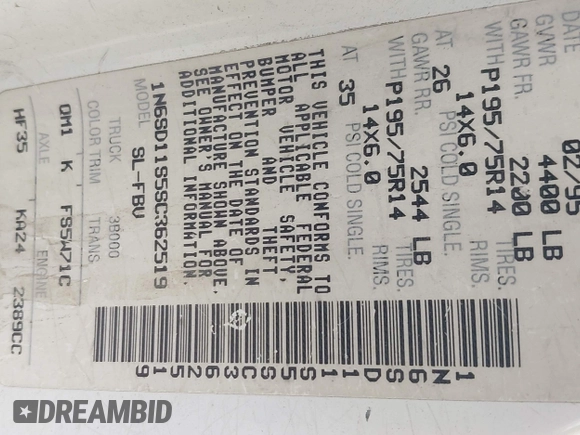 DATE 02/95
GVWR 4400 LB
GAWR FR. 2200 LB
WITH P195/75R14 TIRES.
14X6.0 RIMS.
AT 26 PSI COLD SINGLE.
GAWR RR. 2544 LB
WITH P195/75R14 TIRES.
14X6.0 RIMS.
AT 35 PSI COLD SINGLE.
THIS VEHICLE CONFORMS TO
ALL APPLICABLE FEDERAL
MOTOR VEHICLE SAFETY,
BUMPER AND THEFT
PREVENTION STANDARDS IN
EFFECT ON THE DATE OF
MANUFACTURE SHOWN ABOVE.
SEE OWNER'S MANUAL FOR
ADDITIONAL INFORMATION.
1N6SD11S5SC362519
MODEL SL-FBU
TRUCK 3B000
COLOR TRIM TRANS.
QM1 K FS5W71C
AXLE ENGINE
HF35 KA24 2389CC
1N6SD11S5SC362519
DREAMBID